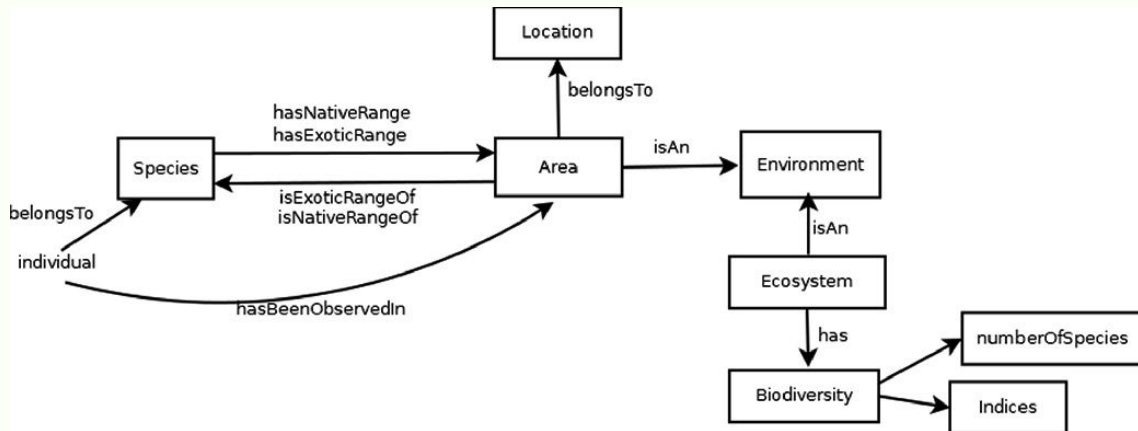 Location
belongsTo
hasNativeRange
hasExoticRange
Species
Area
isAn
Environment
isExoticRangeOf
isNativeRangeOf
belongsTo
individual
isAn
Ecosystem
hasBeenObservedIn
has
numberOfSpecies
Biodiversity
Indices